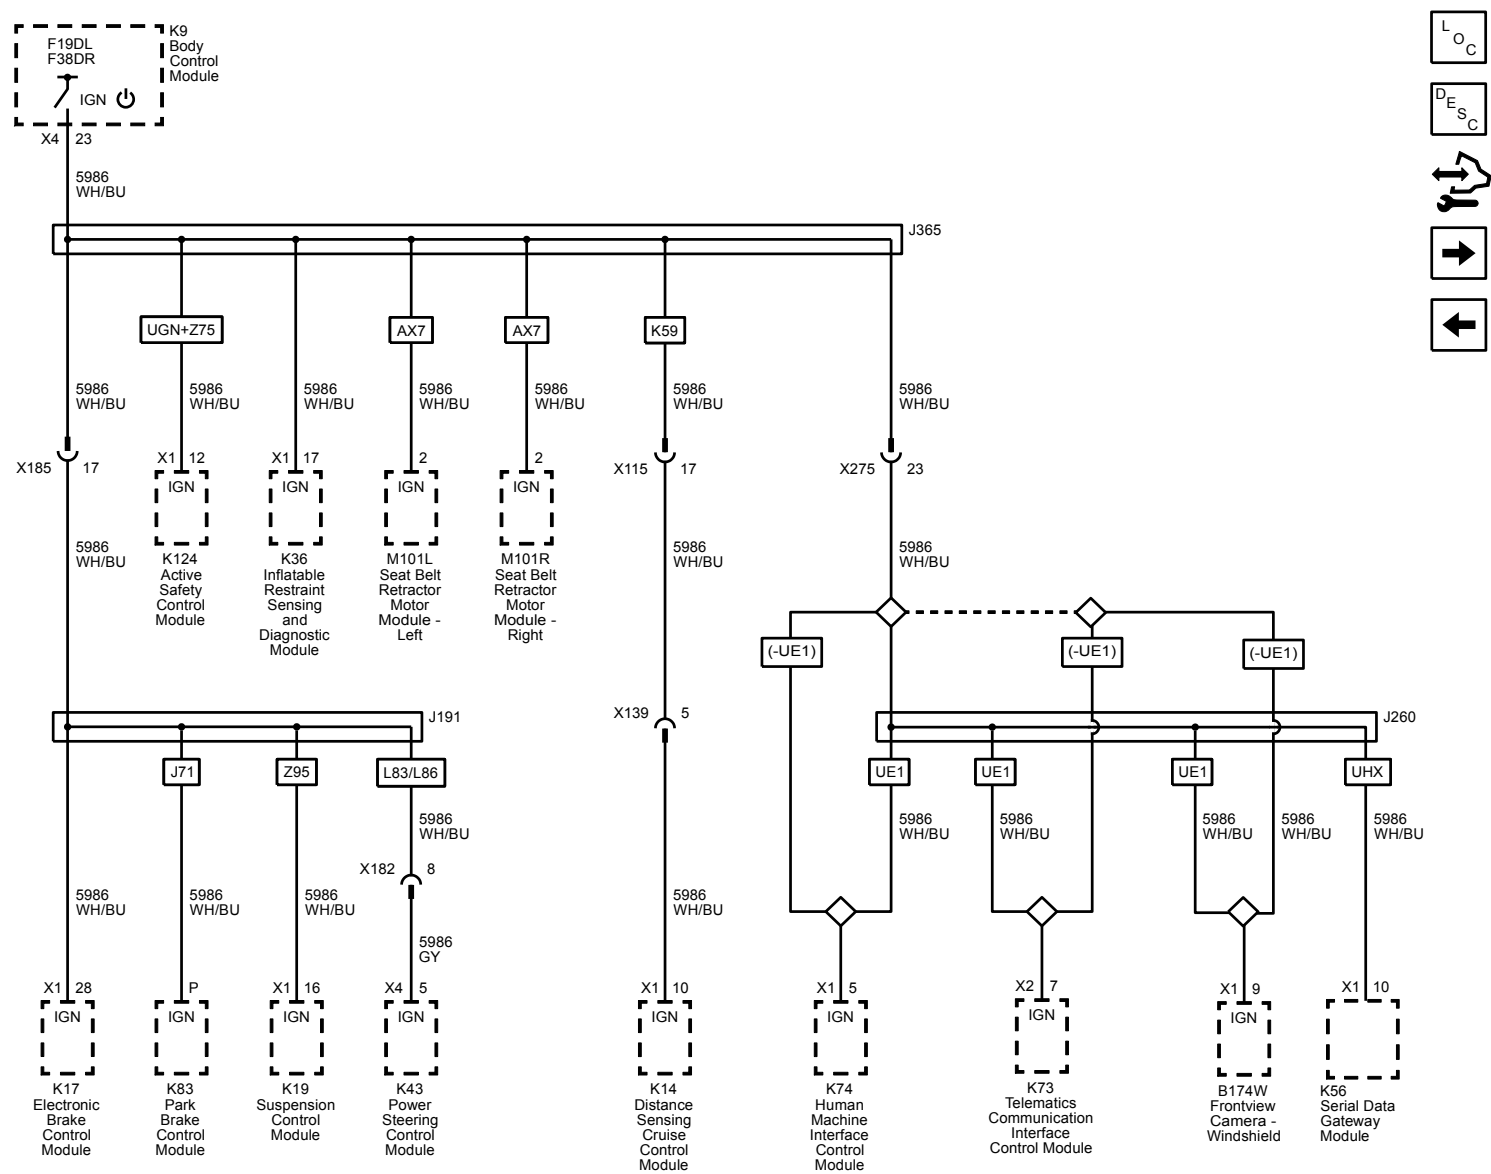 F19DL
F38DR
IGN
K9
Body
Control
Module
X4 23
5986
WH/BU
J365
UGN+Z75
AX7
AX7
K59
5986
WH/BU
5986
WH/BU
5986
WH/BU
5986
WH/BU
5986
WH/BU
5986
WH/BU
5986
WH/BU
X185 17
X1 12
IGN
X1 17
IGN
2
IGN
2
IGN
X115 17
X275 23
5986
WH/BU
K124
Active
Safety
Control
Module
K36
Inflatable
Restraint
Sensing
and
Diagnostic
Module
M101L
Seat Belt
Retractor
Motor
Module -
Left
M101R
Seat Belt
Retractor
Motor
Module -
Right
5986
WH/BU
5986
WH/BU
(-UE1)
(-UE1)
(-UE1)
J191
X139 5
J260
J71
Z95
L83/L86
UE1
UE1
UE1
UHX
5986
WH/BU
5986
WH/BU
5986
WH/BU
5986
WH/BU
5986
WH/BU
5986
WH/BU
X182 8
5986
WH/BU
5986
WH/BU
5986
WH/BU
5986
GY
5986
WH/BU
X1 28
IGN
P
IGN
X1 16
IGN
X4 5
IGN
X1 10
IGN
X1 5
IGN
X2 7
IGN
X1 9
IGN
X1 10
K17
Electronic
Brake
Control
Module
K83
Park
Brake
Control
Module
K19
Suspension
Control
Module
K43
Power
Steering
Control
Module
K14
Distance
Sensing
Cruise
Control
Module
K74
Human
Machine
Interface
Control
Module
K73
Telematics
Communication
Interface
Control Module
B174W
Frontview
Camera -
Windshield
K56
Serial Data
Gateway
Module
LOC
DESC